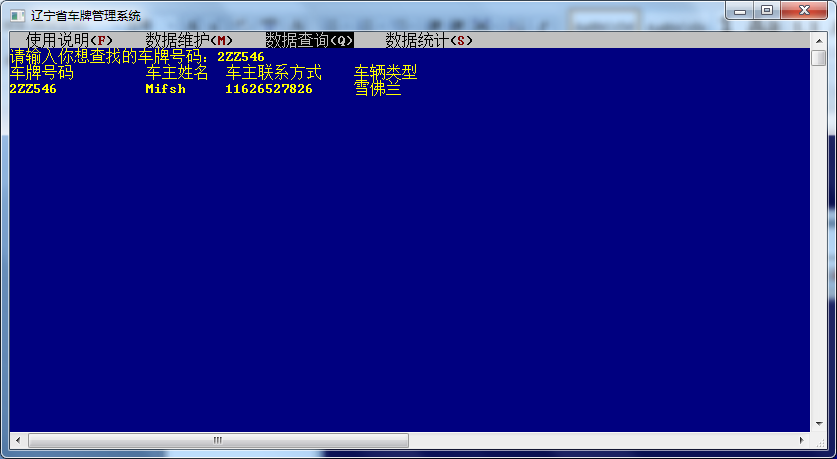 辽宁省车牌管理系统
使用说明(F) 数据维护(M) 数据查询(Q) 数据统计(S)
请输入你想查找的车牌号码：2ZZ546
车牌号码 车主姓名 车主联系方式 车辆类型
2ZZ546 Mifsh 11626527826 雪佛兰